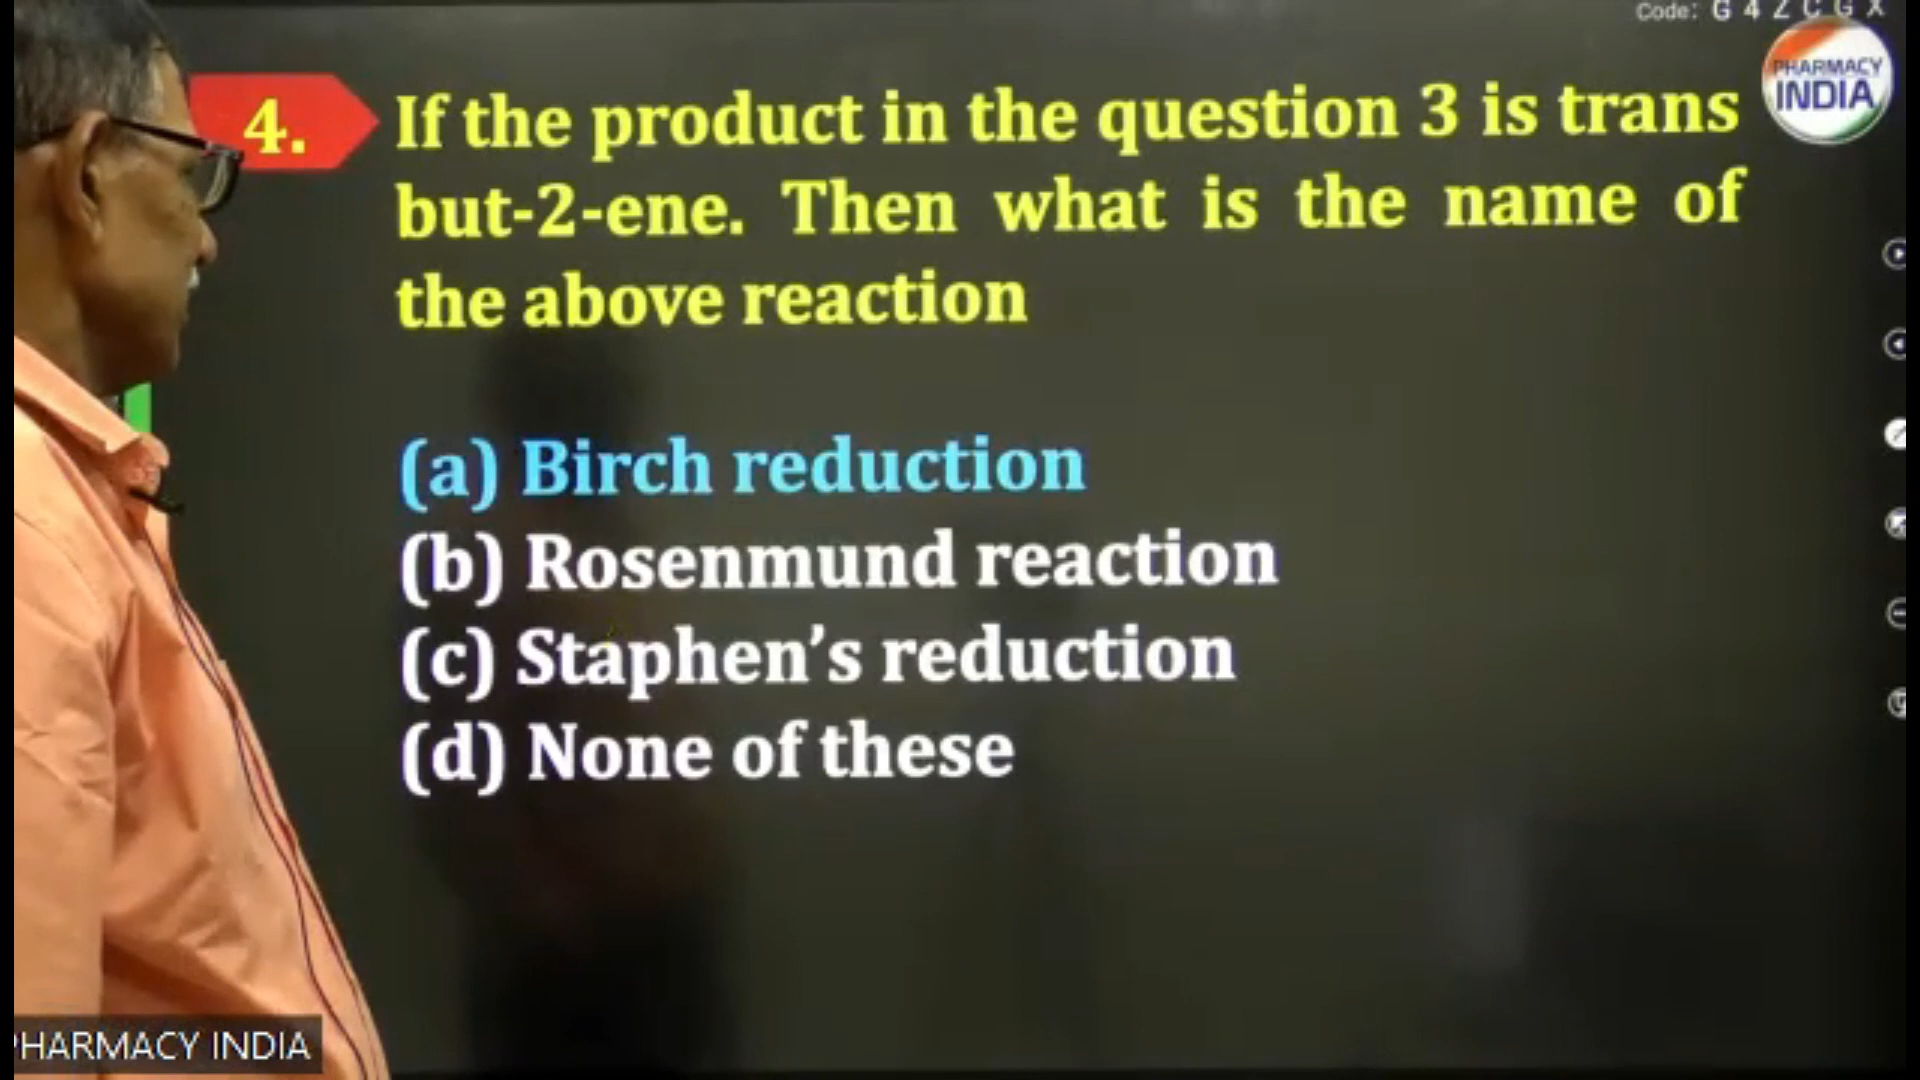 Code: G 4 Z C G X
PHARMACY
INDIA
4. If the product in the question 3 is trans
but-2-ene. Then what is the name of
the above reaction
(a) Birch reduction
(b) Rosenmund reaction
(c) Staphen’s reduction
(d) None of these
PHARMACY INDIA